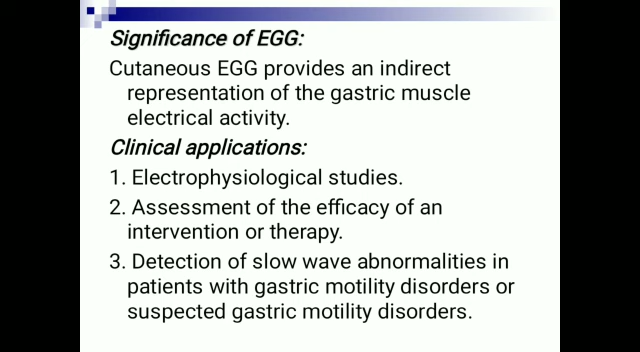 Significance of EGG:
Cutaneous EGG provides an indirect
representation of the gastric muscle
electrical activity.
Clinical applications:
1. Electrophysiological studies.
2. Assessment of the efficacy of an
intervention or therapy.
3. Detection of slow wave abnormalities in
patients with gastric motility disorders or
suspected gastric motility disorders.